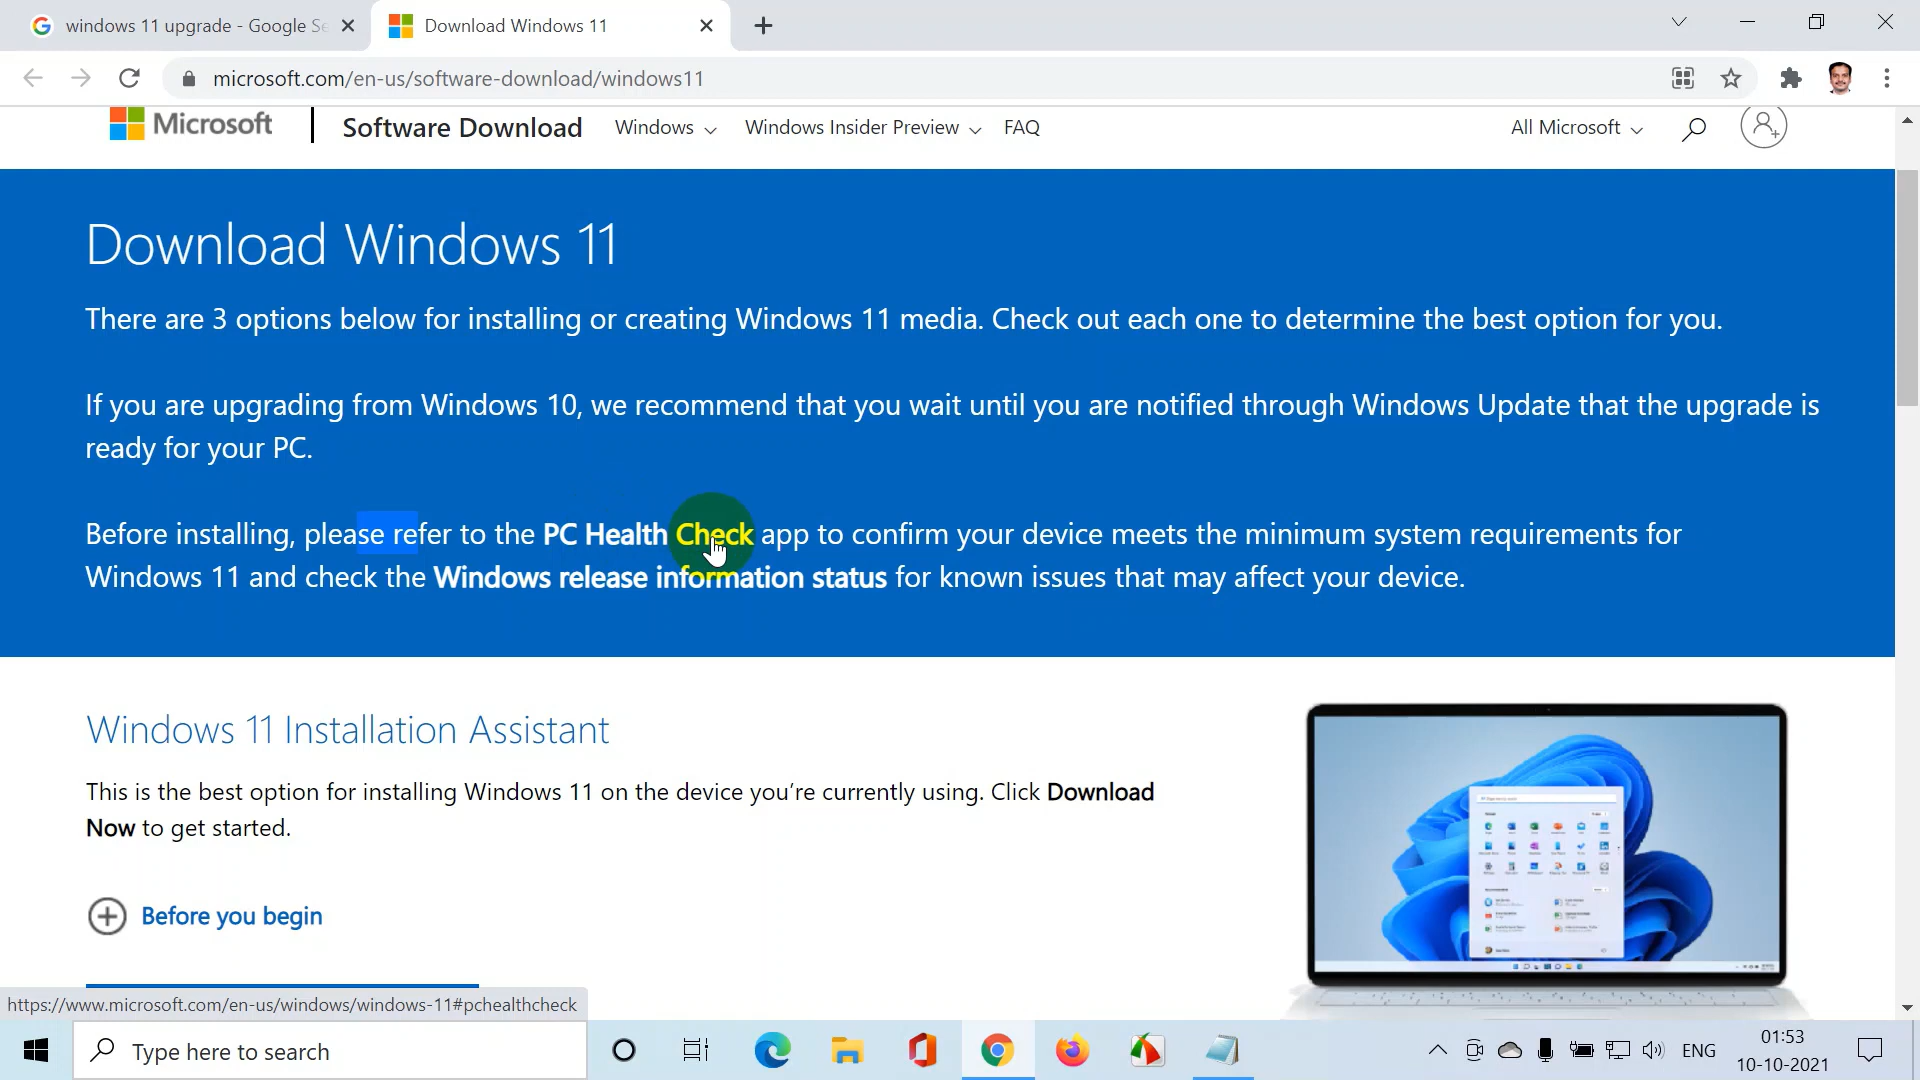 windows 11 upgrade - Google Se
Download Windows 11
microsoft.com/en-us/software-download/windows11
Microsoft
Software Download
Windows
Windows Insider Preview
FAQ
All Microsoft
Download Windows 11
There are 3 options below for installing or creating Windows 11 media. Check out each one to determine the best option for you.
If you are upgrading from Windows 10, we recommend that you wait until you are notified through Windows Update that the upgrade is
ready for your PC.
Before installing, please refer to the PC Health Check app to confirm your device meets the minimum system requirements for
Windows 11 and check the Windows release information status for known issues that may affect your device.
Windows 11 Installation Assistant
This is the best option for installing Windows 11 on the device you're currently using. Click Download
Now to get started.
Before you begin
https://www.microsoft.com/en-us/windows/windows-11#pchealthcheck
Type here to search
ENG
01:53
10-10-2021